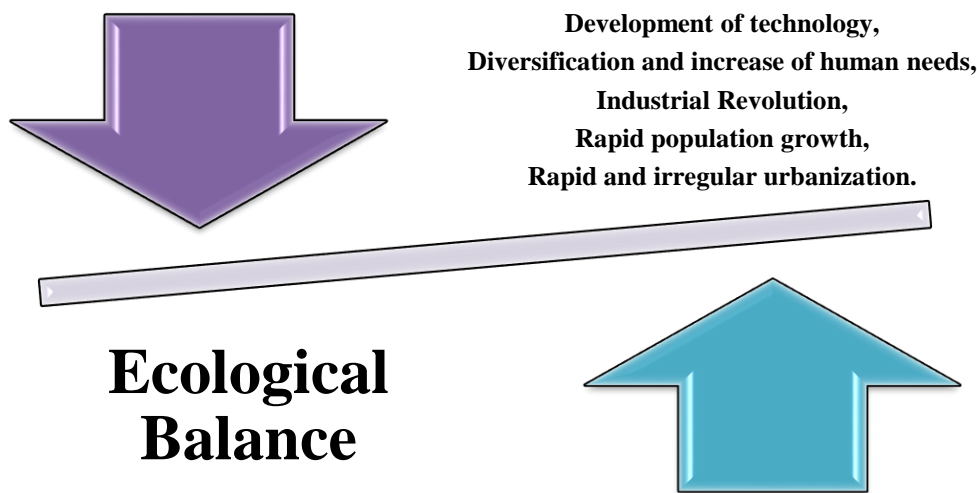 Development of technology,
Diversification and increase of human needs,
Industrial Revolution,
Rapid population growth,
Rapid and irregular urbanization.
Ecological
Balance